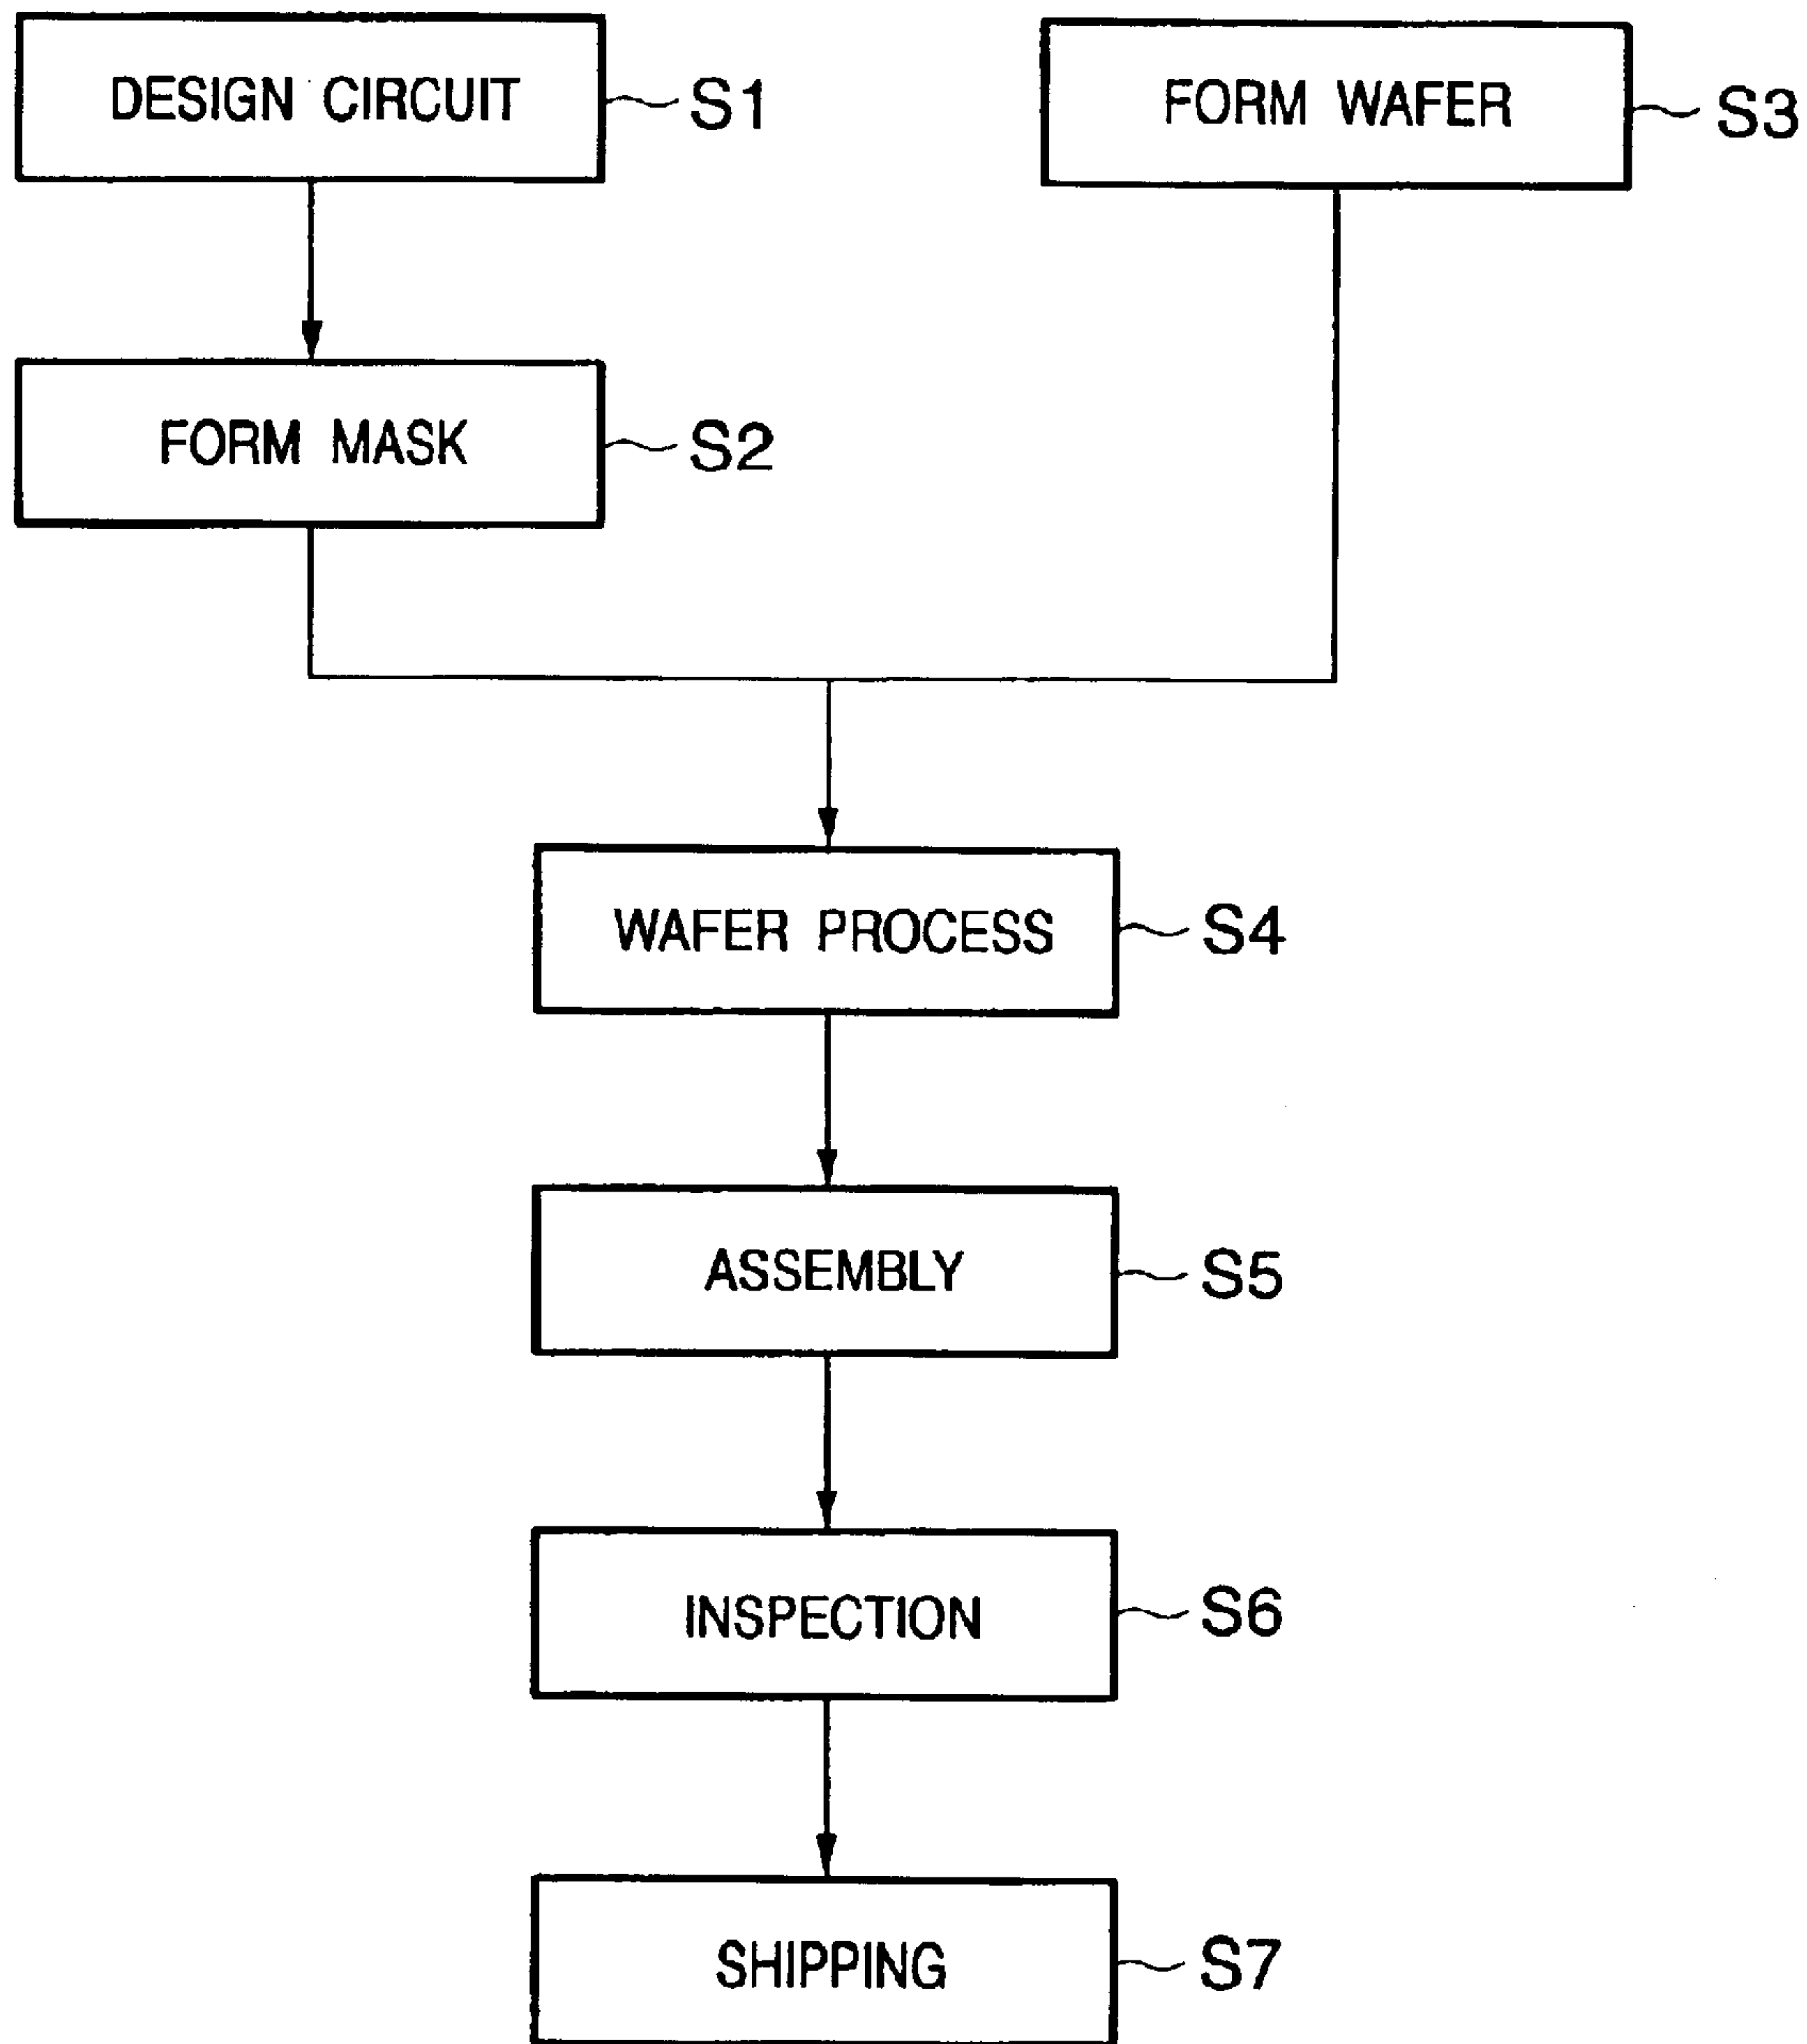 DESIGN CIRCUIT S1
FORM WAFER S3
FORM MASK S2
WAFER PROCESS S4
ASSEMBLY S5
INSPECTION S6
SHIPPING S7